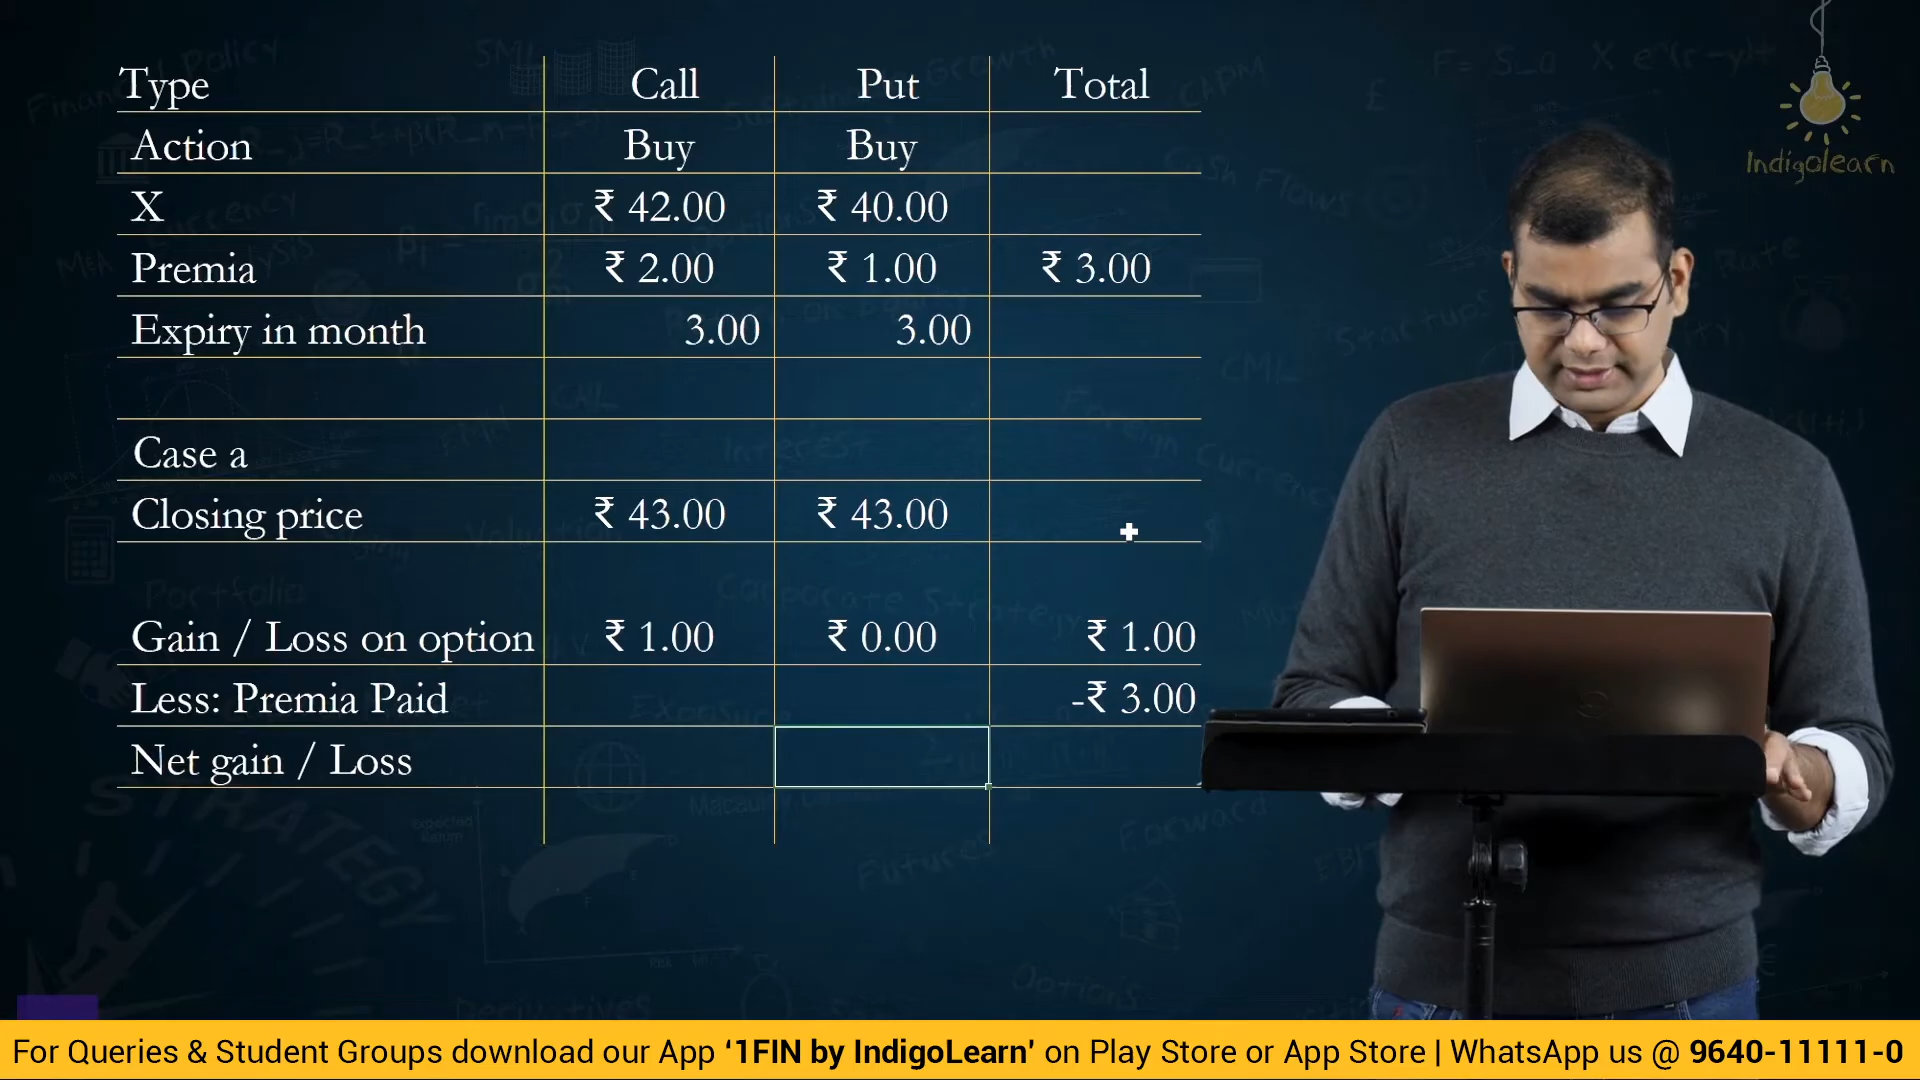 Type Call Put Total
Action Buy Buy
X ₹ 42.00 ₹ 40.00
Premia ₹ 2.00 ₹ 1.00 ₹ 3.00
Expiry in month 3.00 3.00
Case a
Closing price ₹ 43.00 ₹ 43.00
Gain / Loss on option ₹ 1.00 ₹ 0.00 ₹ 1.00
Less: Premia Paid -₹ 3.00
Net gain / Loss
Indigolearn
STRATEGY
For Queries & Student Groups download our App ‘1FIN by IndigoLearn' on Play Store or App Store | WhatsApp us @ 9640-11111-0